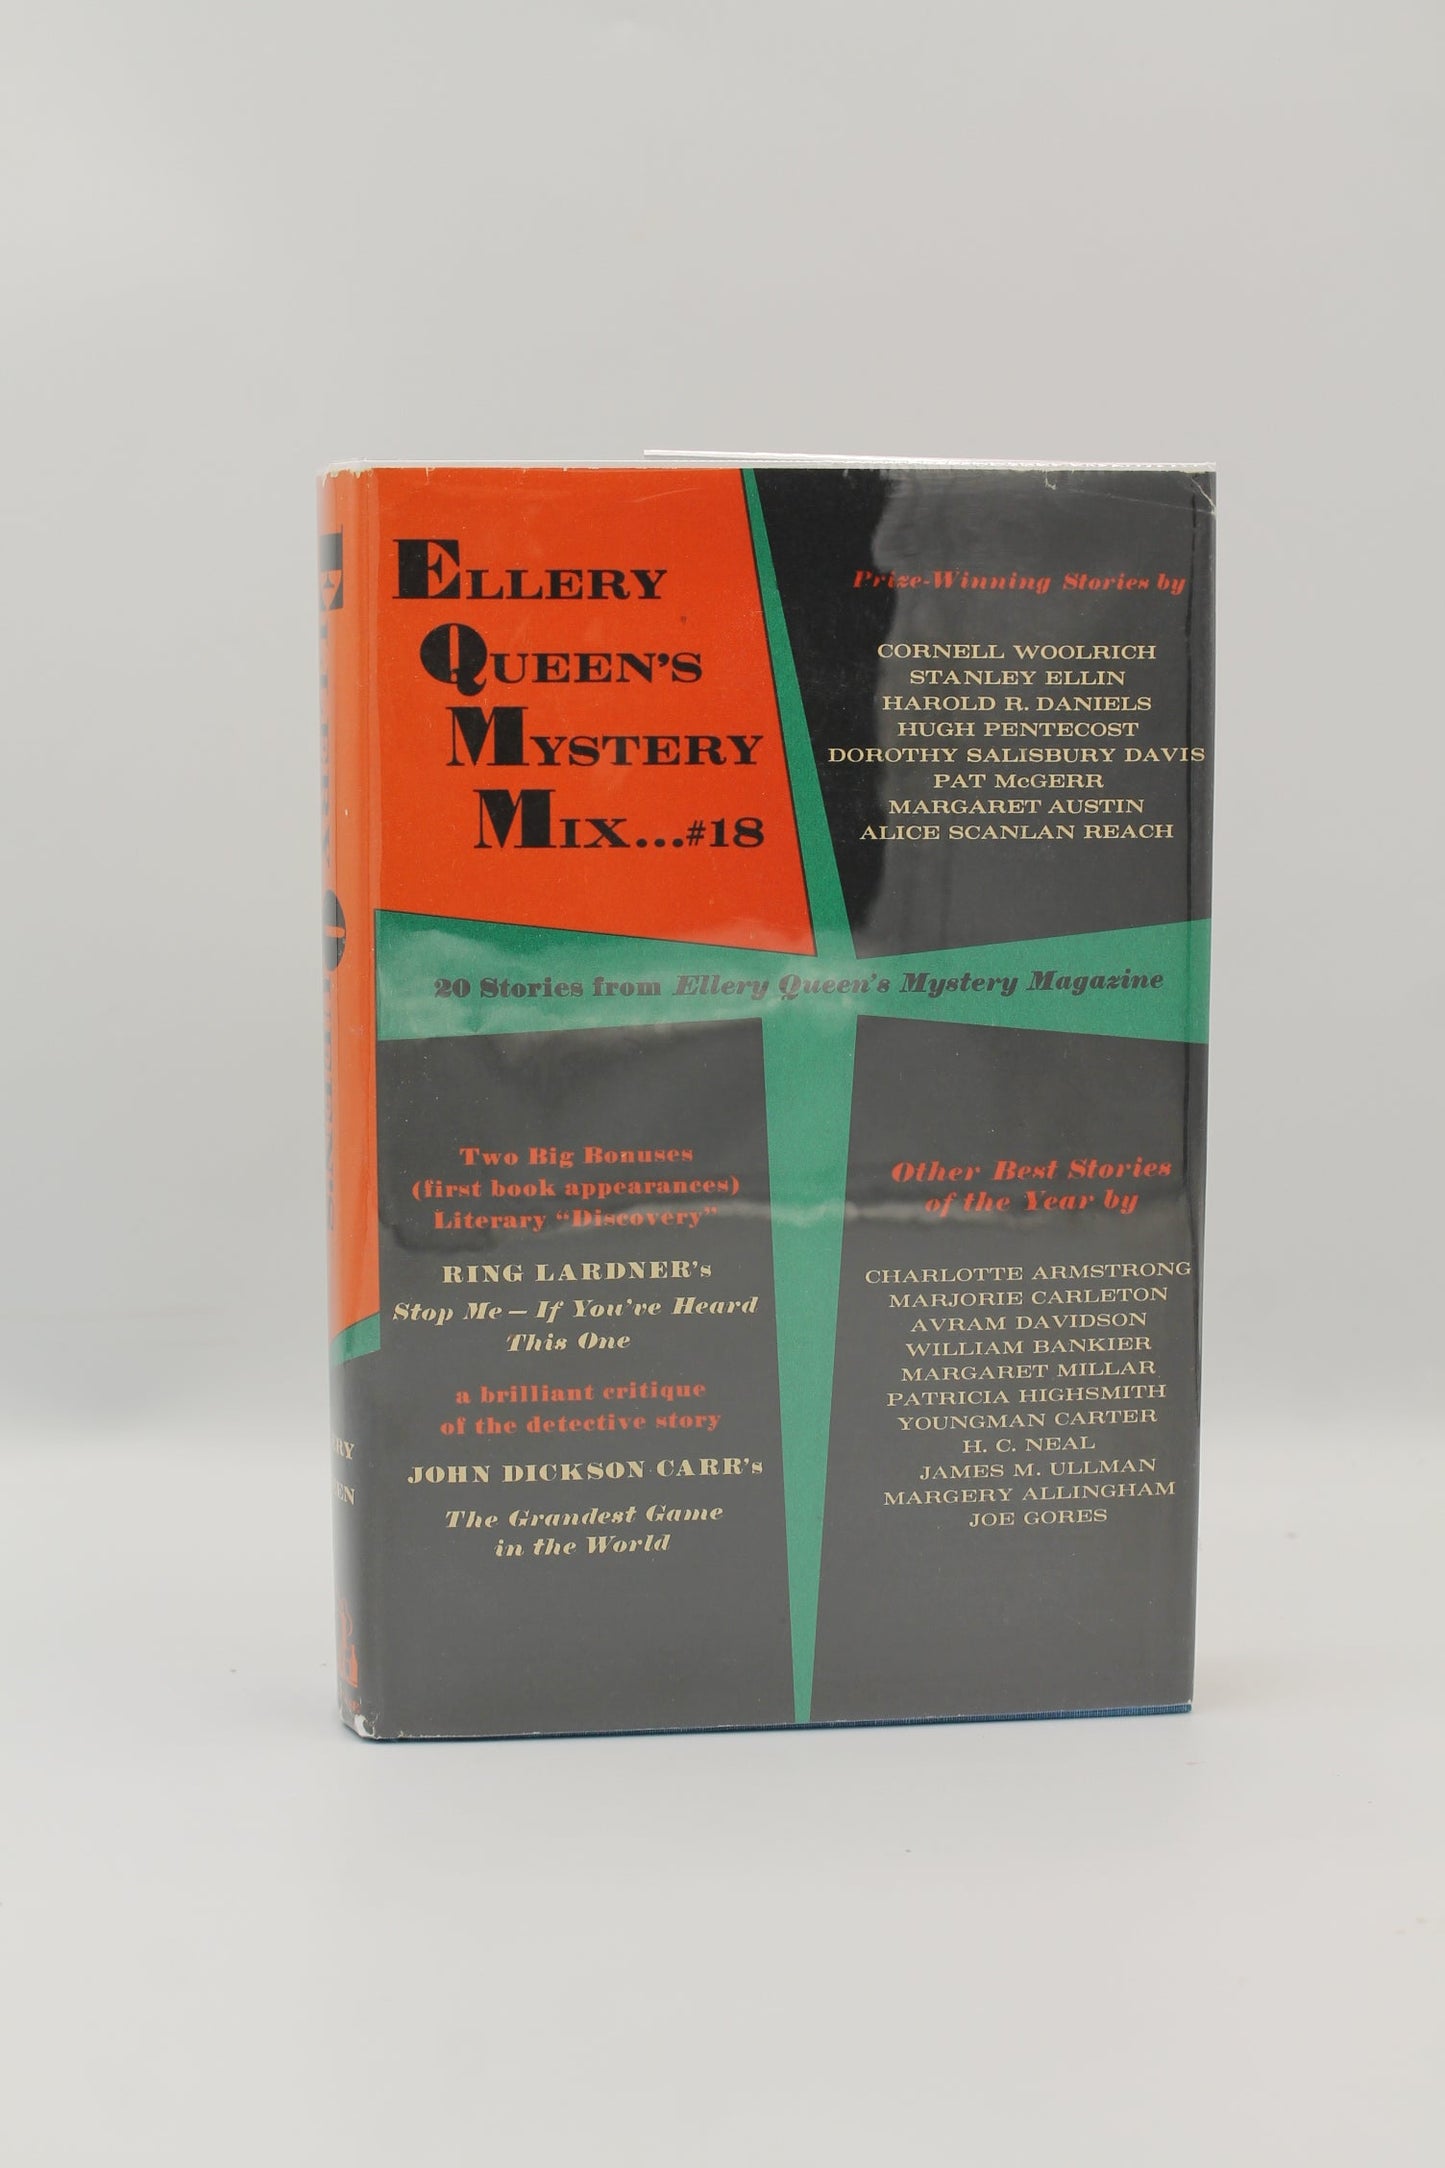 ELLERY
QUEEN'S
MYSTERY
MIX...#18
Prize-Winning Stories by
CORNELL WOOLRICH
STANLEY ELLIN
HAROLD R. DANIELS
HUGH PENTECOST
DOROTHY SALISBURY DAVIS
PAT McGERR
MARGARET AUSTIN
ALICE SCANLAN REACH
20 Stories from Ellery Queen's Mystery Magazine
Two Big Bonuses
(first book appearances)
Literary "Discovery"
RING LARDNER's
Stop Me – If You've Heard
This One
a brilliant critique
of the detective story
JOHN DICKSON CARR's
The Grandest Game
in the World
Other Best Stories
of the Year by
CHARLOTTE ARMSTRONG
MARJORIE CARLETON
AVRAM DAVIDSON
WILLIAM BANKIER
MARGARET MILLAR
PATRICIA HIGHSMITH
YOUNGMAN CARTER
H. C. NEAL
JAMES M. ULLMAN
MARGERY ALLINGHAM
JOE GORES
ELLERY QUEEN'S